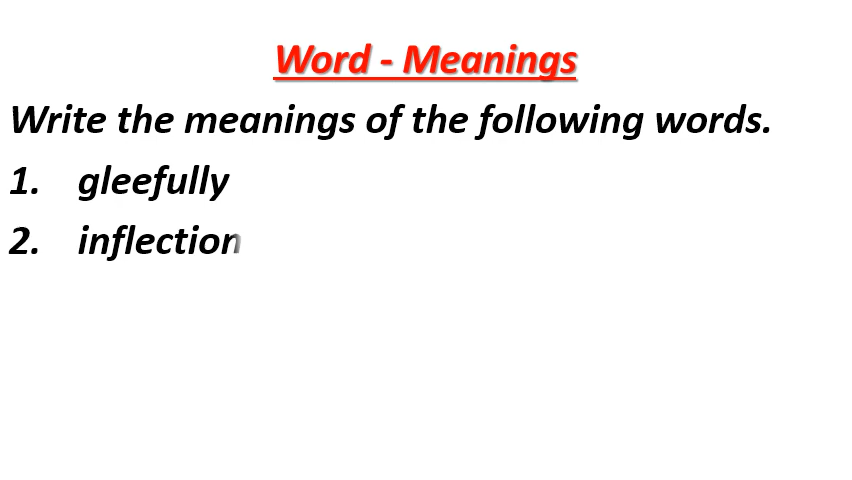 Word - Meanings
Write the meanings of the following words.
1. gleefully
2. inflection